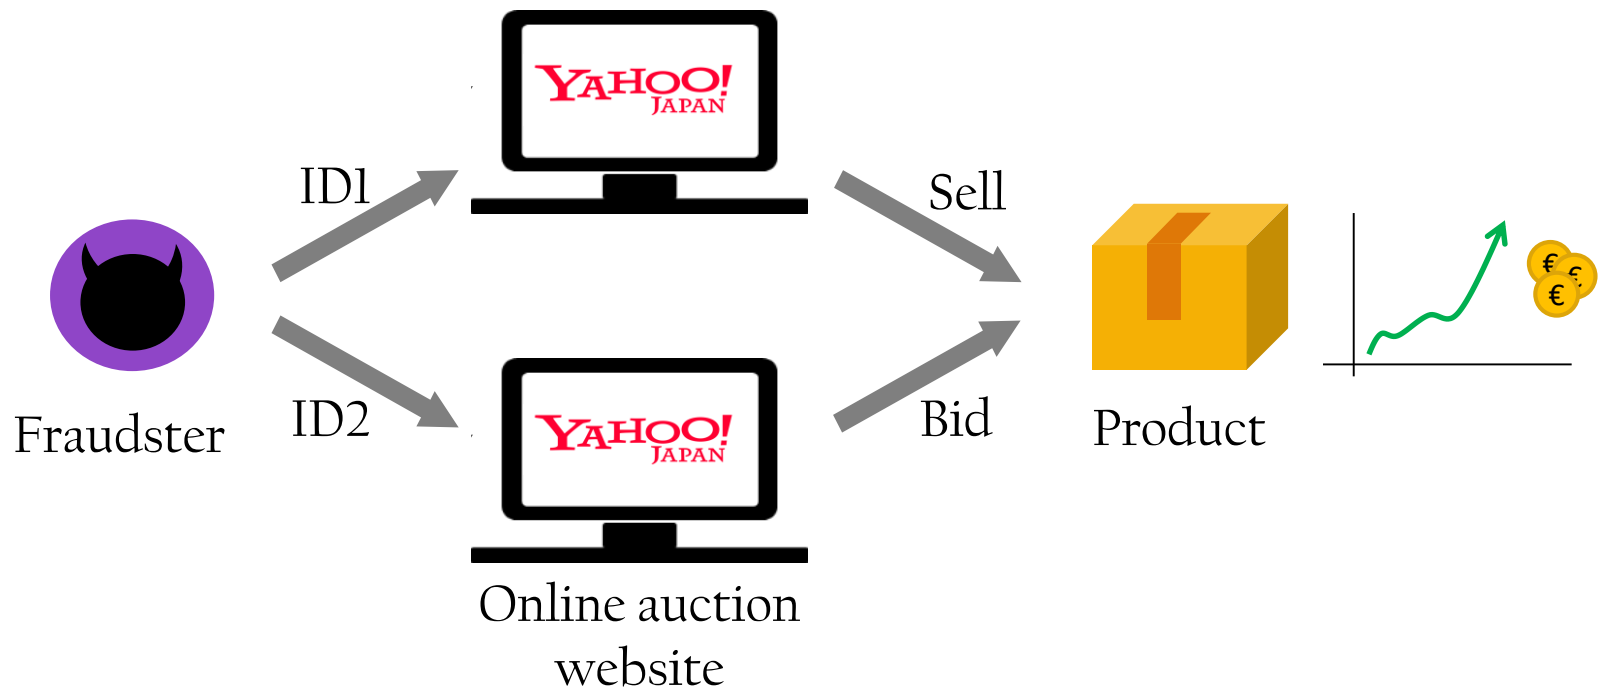 YAHOO!
JAPAN
ID1
Sell
€
€
€
Fraudster
ID2
YAHOO!
JAPAN
Bid
Product
Online auction
website